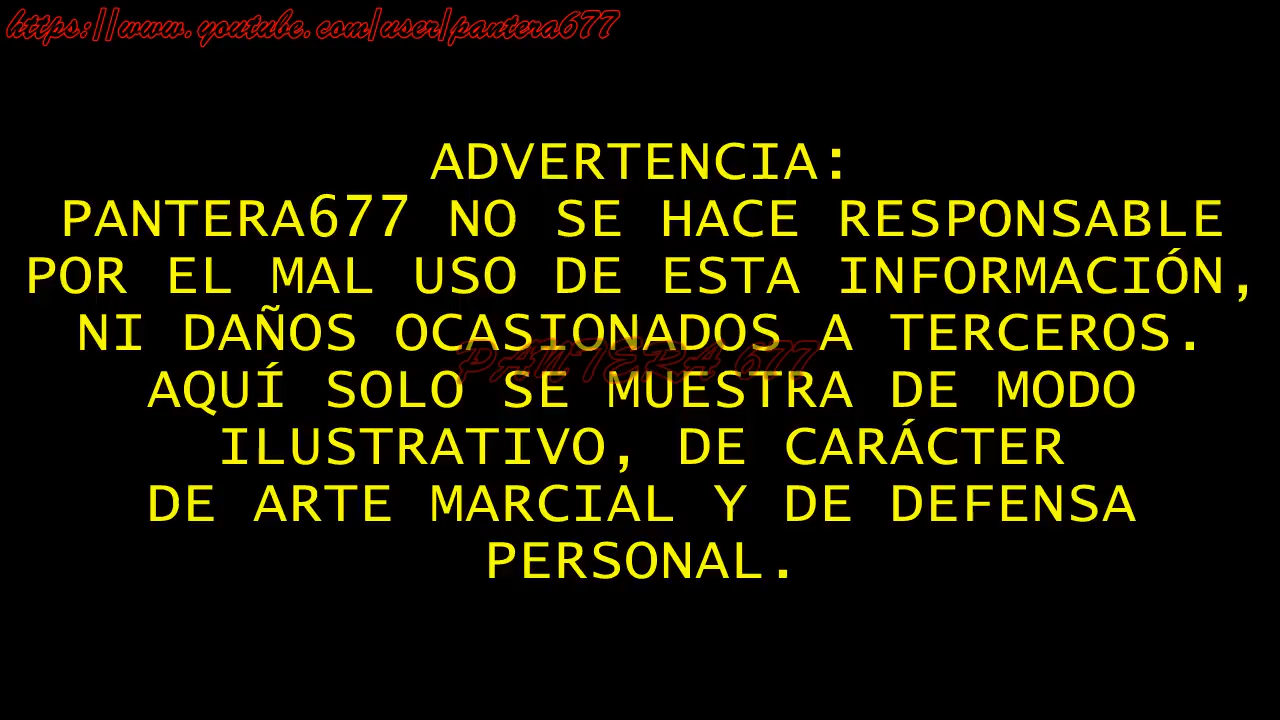 https://www.youtube.com/user/pantera677
ADVERTENCIA:
PANTERA677 NO SE HACE RESPONSABLE
POR EL MAL USO DE ESTA INFORMACIÓN,
NI DAÑOS OCASIONADOS A TERCEROS.
PANTERA 677
AQUÍ SOLO SE MUESTRA DE MODO
ILUSTRATIVO, DE CARÁCTER
DE ARTE MARCIAL Y DE DEFENSA
PERSONAL.